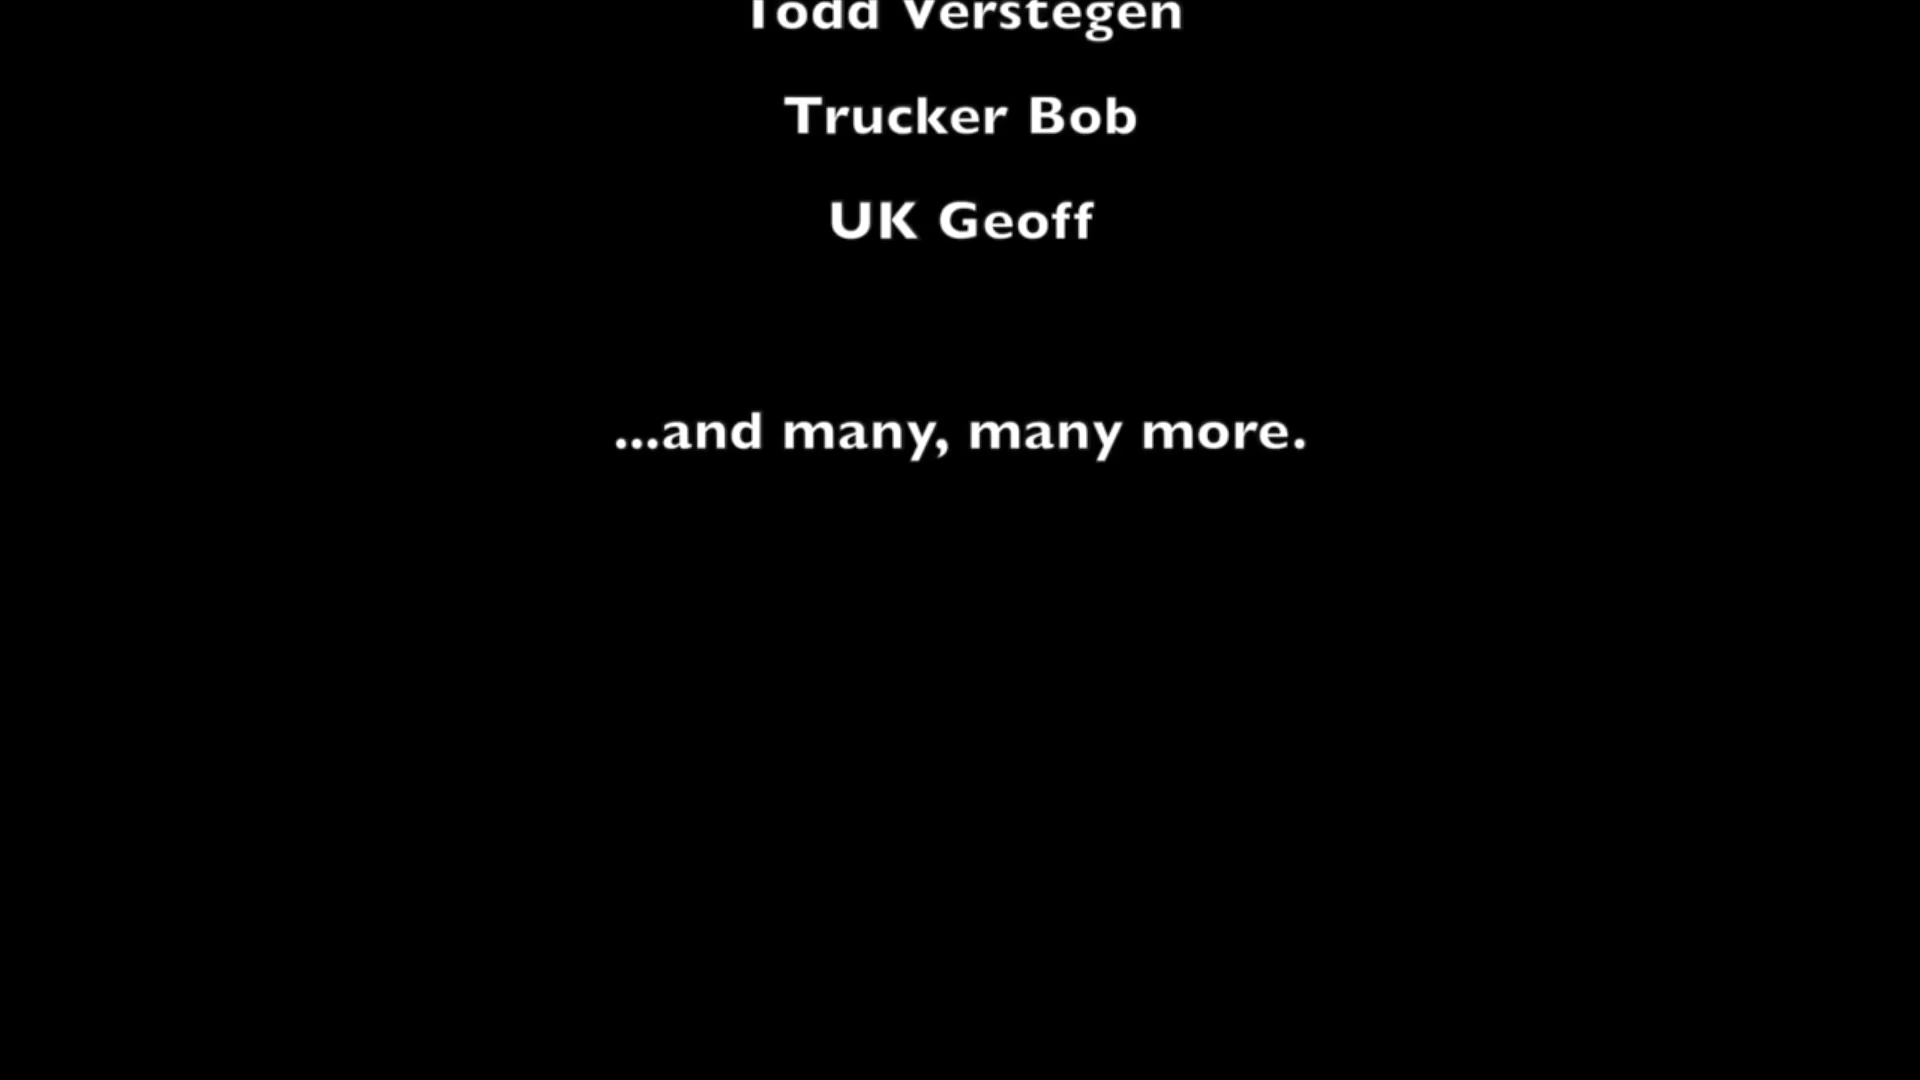 Todd Verstegen
Trucker Bob
UK Geoff
...and many, many more.